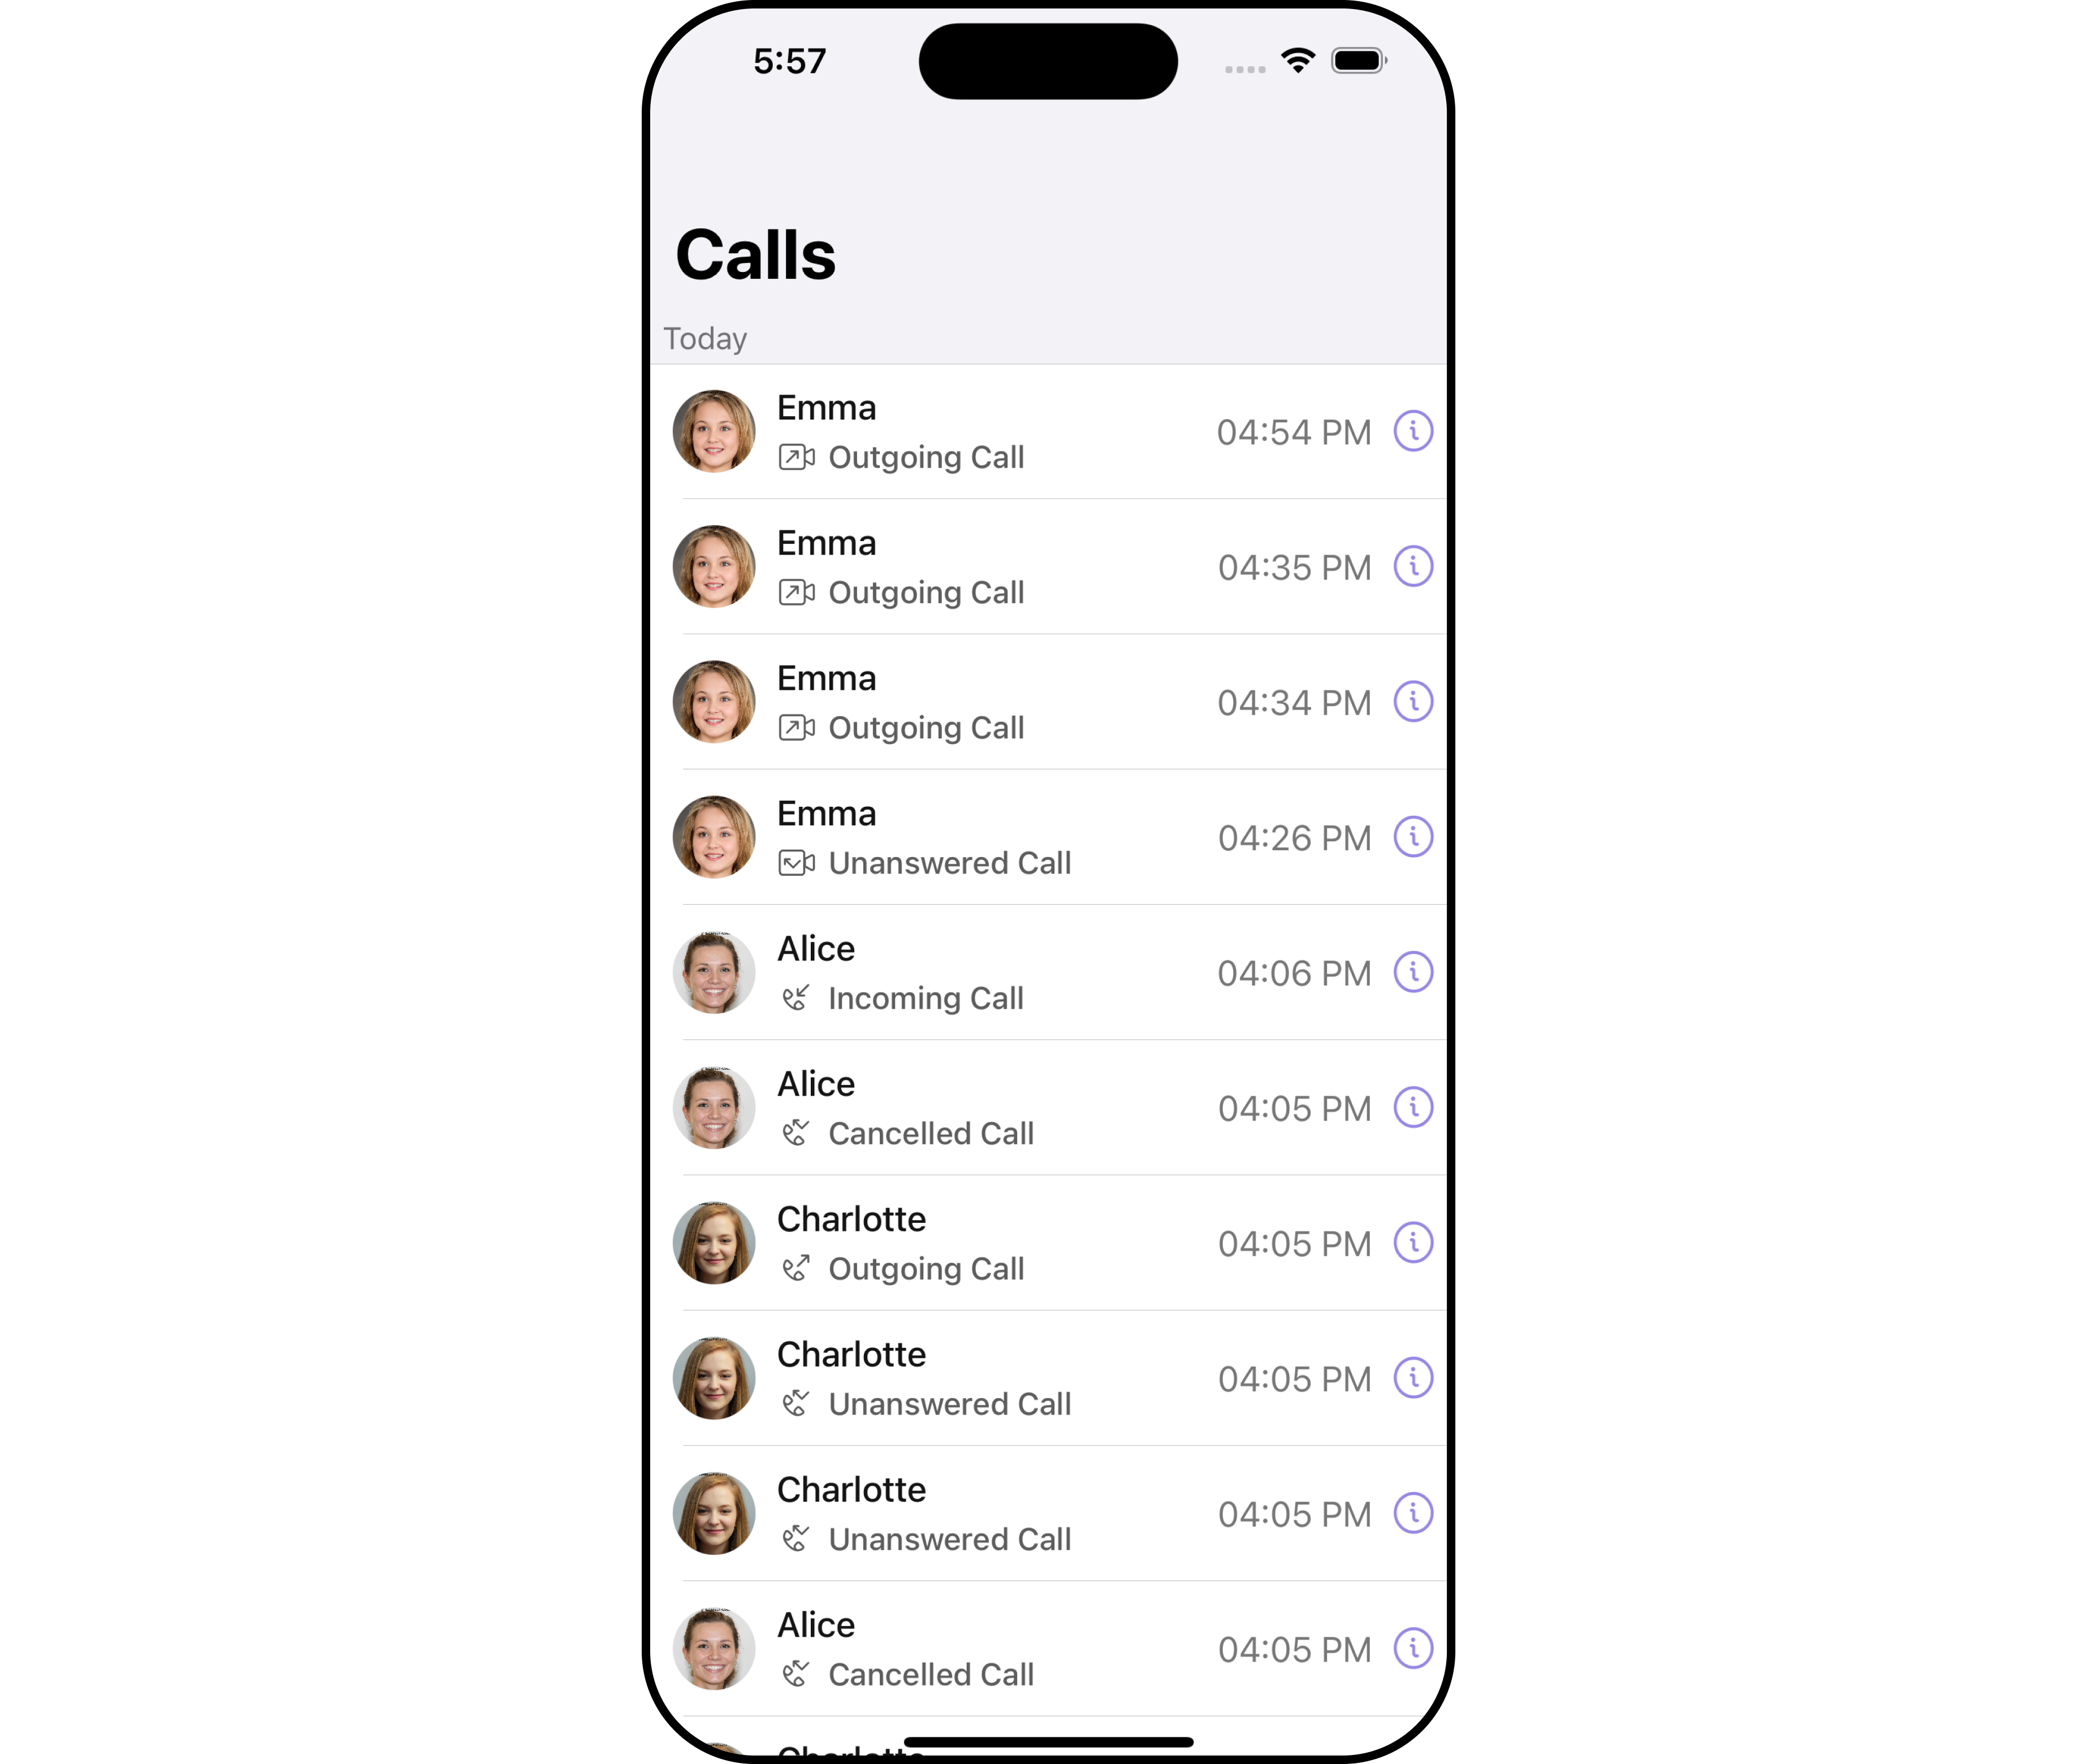 5:57
Calls
Today
Emma
04:54 PM
Outgoing Call
Emma
04:35 PM
Outgoing Call
Emma
04:34 PM
Outgoing Call
Emma
04:26 PM
Unanswered Call
Alice
04:06 PM
Incoming Call
Alice
04:05 PM
Cancelled Call
Charlotte
04:05 PM
Outgoing Call
Charlotte
04:05 PM
Unanswered Call
Charlotte
04:05 PM
Unanswered Call
Alice
04:05 PM
Cancelled Call
Charlotte